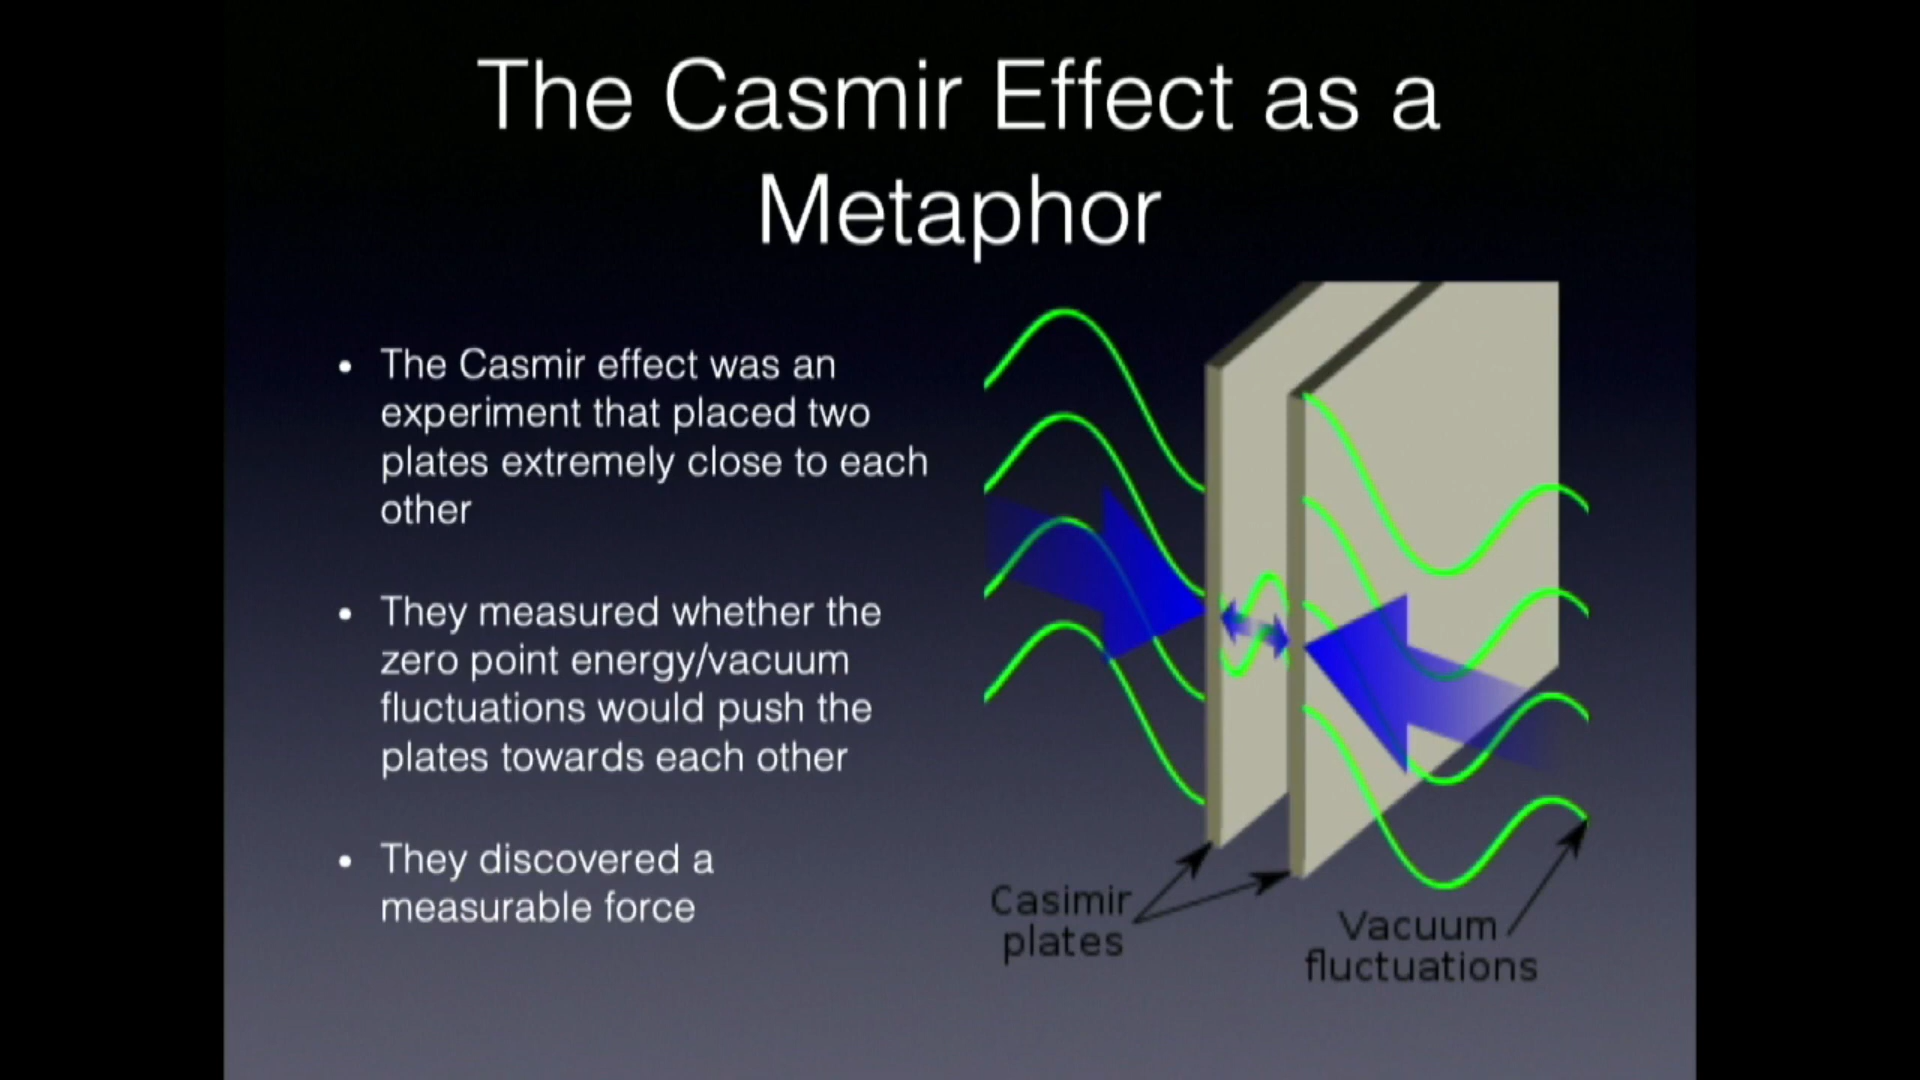 The Casmir Effect as a
Metaphor
• The Casmir effect was an
experiment that placed two
plates extremely close to each
other
• They measured whether the
zero point energy/vacuum
fluctuations would push the
plates towards each other
• They discovered a
measurable force
Casimir
plates
Vacuum
fluctuations